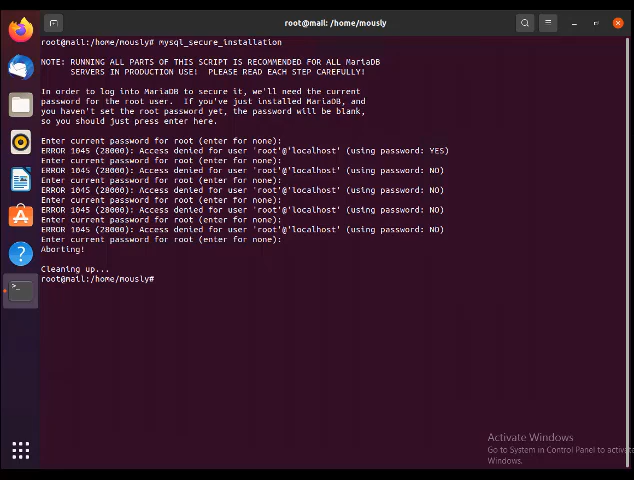 root@mail: /home/mously
root@mail:/home/mously# mysql_secure_installation
NOTE: RUNNING ALL PARTS OF THIS SCRIPT IS RECOMMENDED FOR ALL MariaDB
SERVERS IN PRODUCTION USE!  PLEASE READ EACH STEP CAREFULLY!
In order to log into MariaDB to secure it, we'll need the current
password for the root user.  If you've just installed MariaDB, and
you haven't set the root password yet, the password will be blank,
so you should just press enter here.
Enter current password for root (enter for none):
ERROR 1045 (28000): Access denied for user 'root'@'localhost' (using password: YES)
Enter current password for root (enter for none):
ERROR 1045 (28000): Access denied for user 'root'@'localhost' (using password: NO)
Enter current password for root (enter for none):
ERROR 1045 (28000): Access denied for user 'root'@'localhost' (using password: NO)
Enter current password for root (enter for none):
ERROR 1045 (28000): Access denied for user 'root'@'localhost' (using password: NO)
Enter current password for root (enter for none):
ERROR 1045 (28000): Access denied for user 'root'@'localhost' (using password: NO)
Enter current password for root (enter for none):
Aborting!
Cleaning up...
root@mail:/home/mously#
Activate Windows
Go to System in Control Panel to activate
Windows.